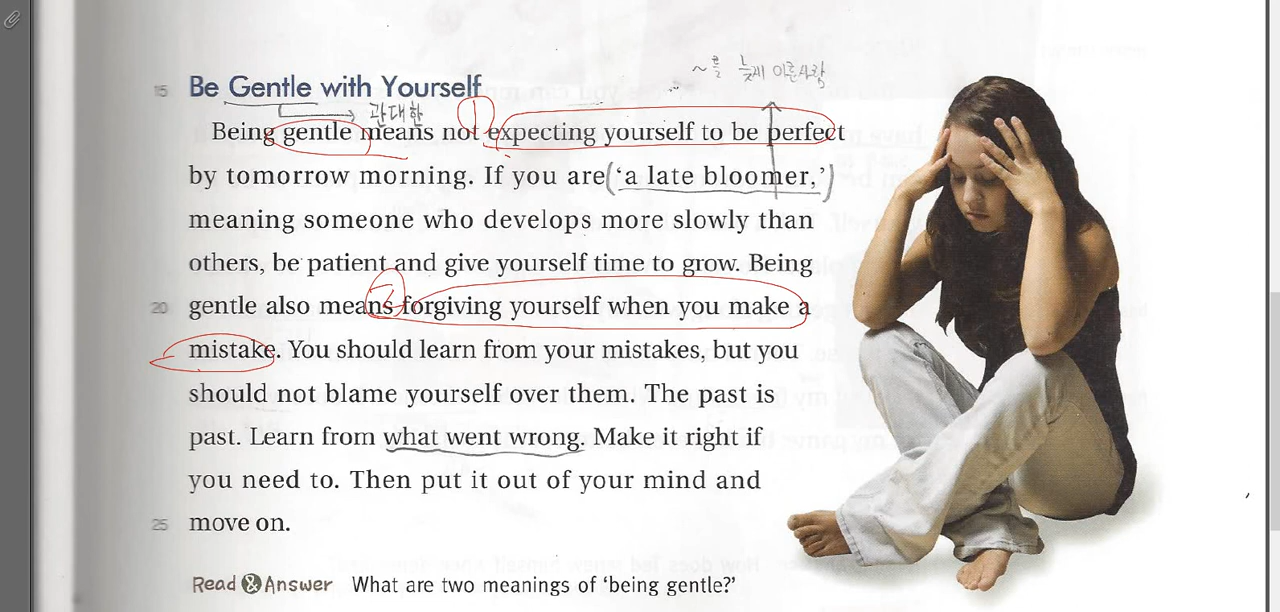 ~를 늦게 이룬사람
15 Be Gentle with Yourself
관대한
1
Being gentle means not expecting yourself to be perfect
by tomorrow morning. If you are ('a late bloomer,')
meaning someone who develops more slowly than
others, be patient and give yourself time to grow. Being
2
20 gentle also means forgiving yourself when you make a
mistake. You should learn from your mistakes, but you
should not blame yourself over them. The past is
past. Learn from what went wrong. Make it right if
you need to. Then put it out of your mind and
25 move on.
Read & Answer What are two meanings of 'being gentle?'